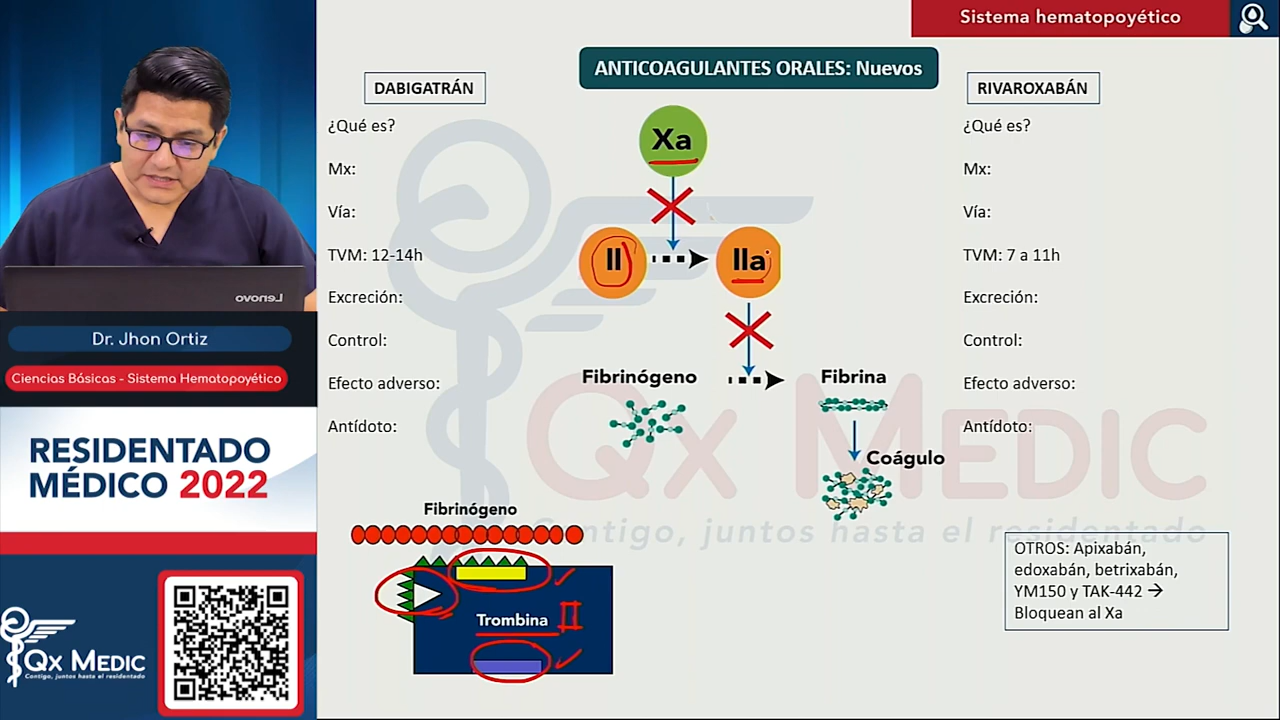 Sistema hematopoyético
ANTICOAGULANTES ORALES: Nuevos
DABIGATRÁN
¿Qué es?
Mx:
Vía:
TVM: 12-14h
Excreción:
Control:
Efecto adverso:
Antídoto:
Xa
II
IIa
Fibrinógeno
Fibrina
Coágulo
RIVAROXABÁN
¿Qué es?
Mx:
Vía:
TVM: 7 a 11h
Excreción:
Control:
Efecto adverso:
Antídoto:
Fibrinógeno
Trombina II
OTROS: Apixabán,
edoxabán, betrixabán,
YM150 y TAK-442 →
Bloquean al Xa
QX MEDIC
Contigo, juntos hasta el residentado
Lenovo
Dr. Jhon Ortiz
Ciencias Básicas - Sistema Hematopoyético
RESIDENTADO
MÉDICO 2022
QX MEDIC
Contigo, juntos hasta el residentado